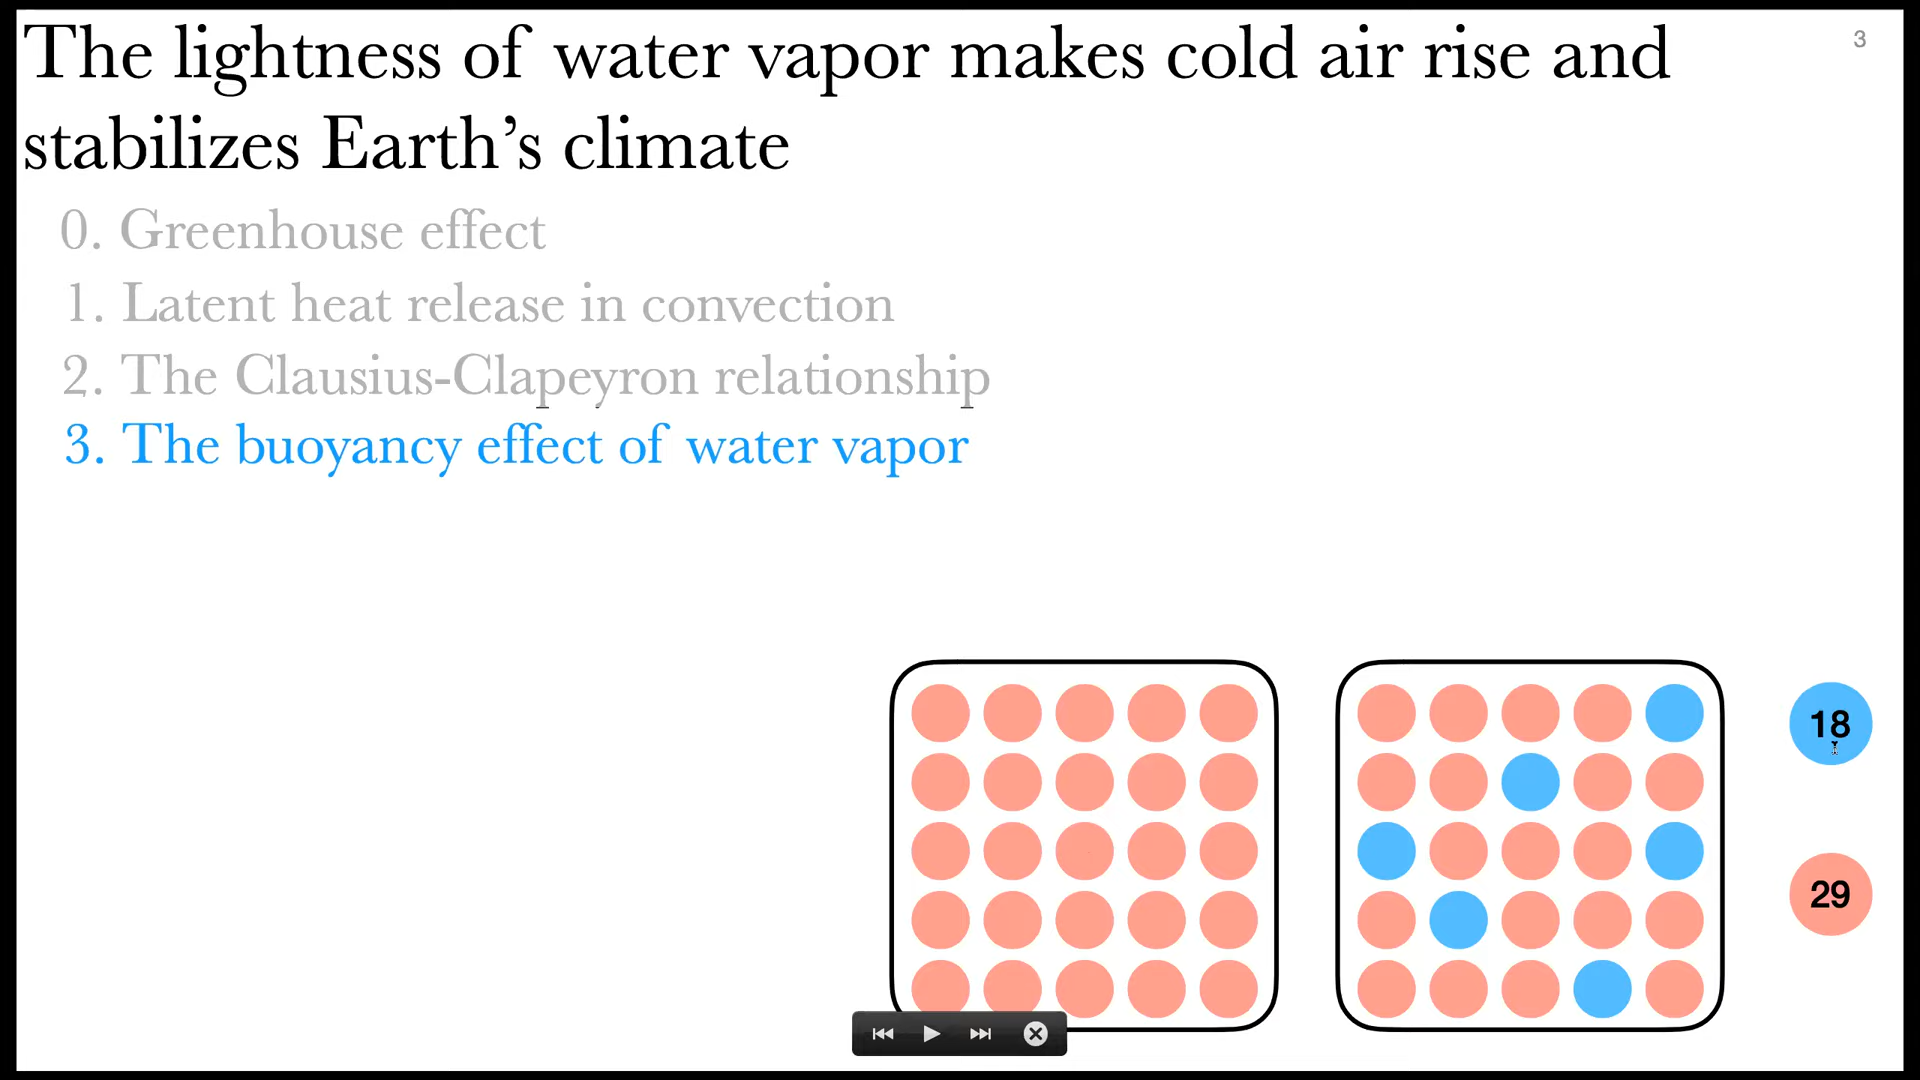 The lightness of water vapor makes cold air rise and
3
stabilizes Earth’s climate
0. Greenhouse effect
1. Latent heat release in convection
2. The Clausius-Clapeyron relationship
3. The buoyancy effect of water vapor
18
29